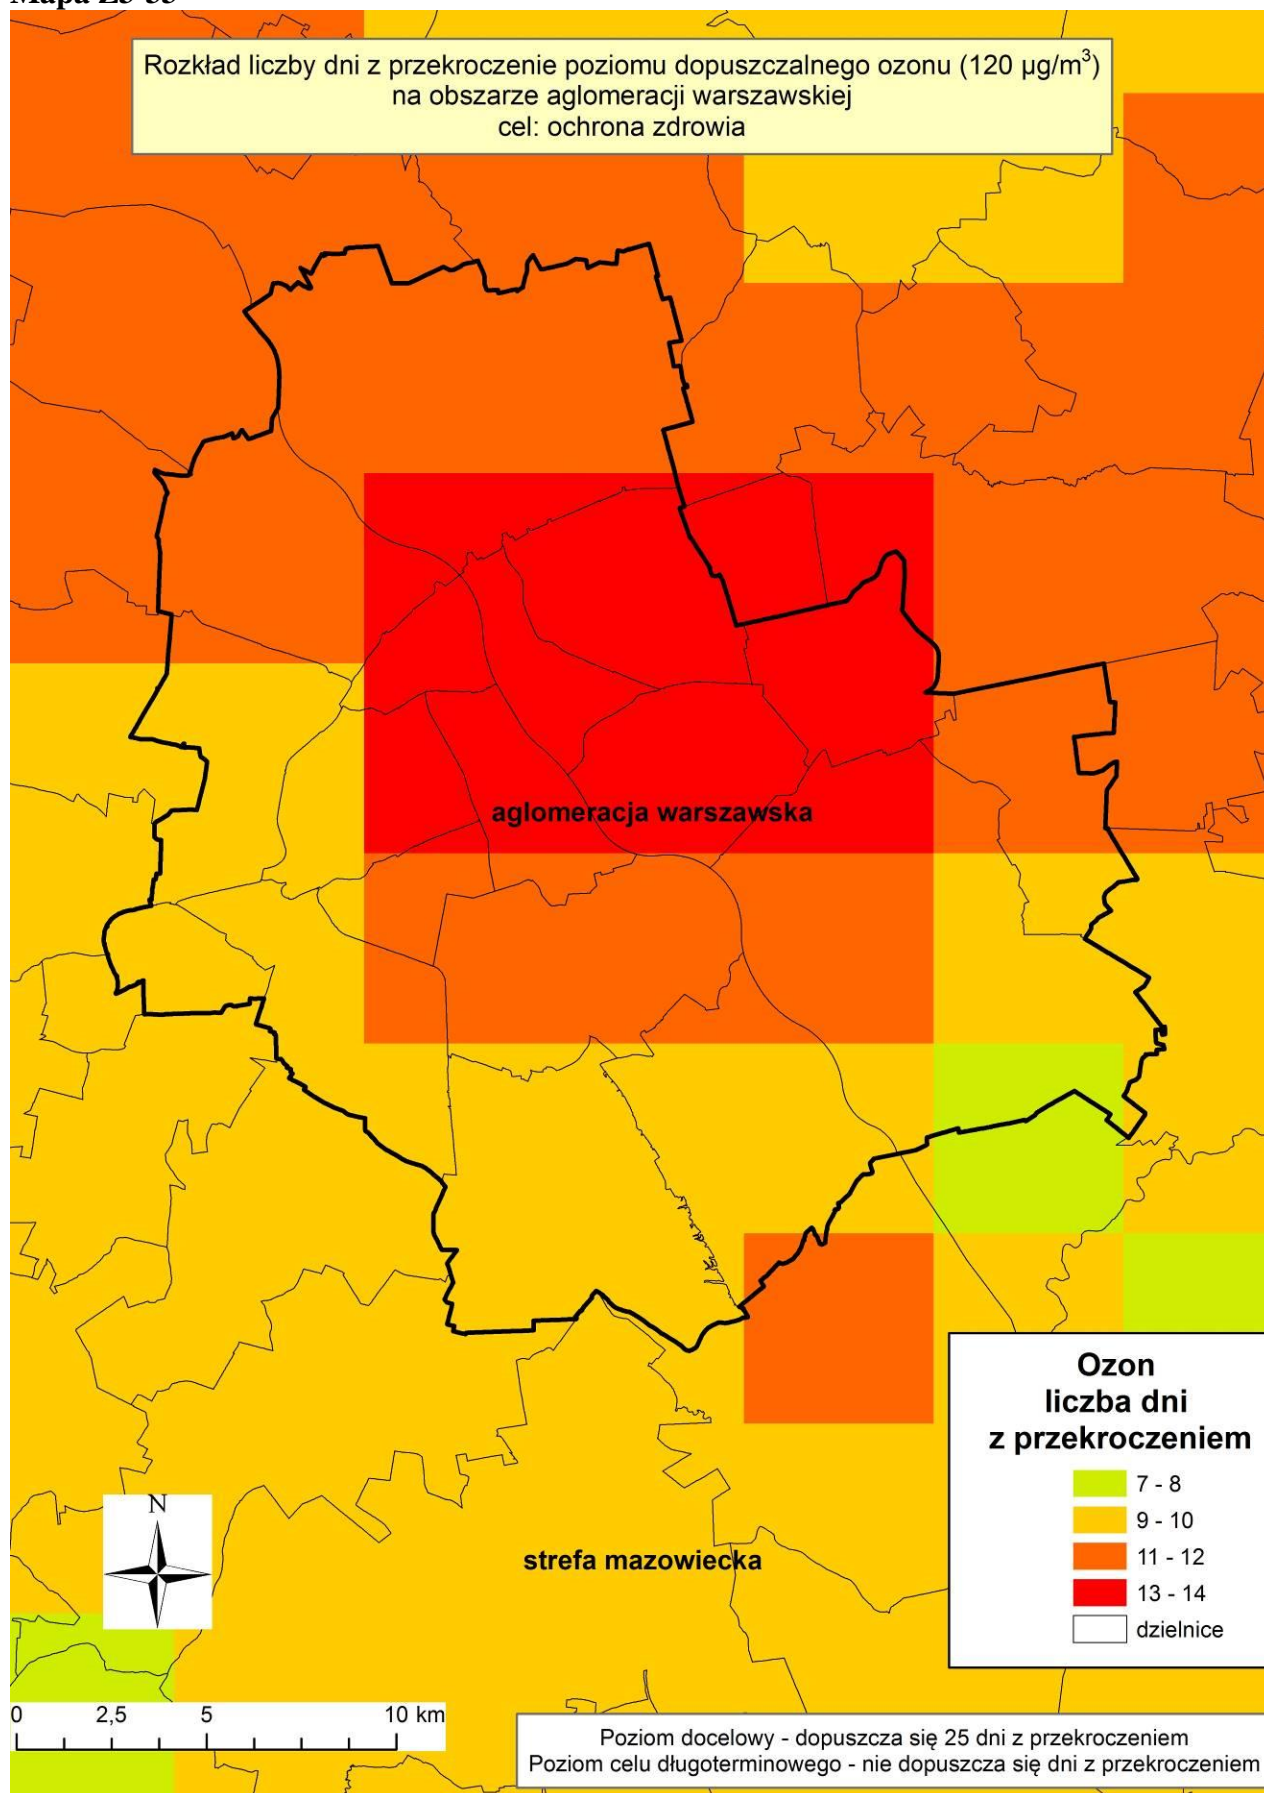 Rozkład liczby dni z przekroczenie poziomu dopuszczalnego ozonu (120 µg/m³)
na obszarze aglomeracji warszawskiej
cel: ochrona zdrowia
aglomeracja warszawska
Ozon
liczba dni
z przekroczeniem
7 - 8
9 - 10
11 - 12
13 - 14
dzielnice
N
strefa mazowiecka
0 2,5 5 10 km
Poziom docelowy - dopuszcza się 25 dni z przekroczeniem
Poziom celu długoterminowego - nie dopuszcza się dni z przekroczeniem